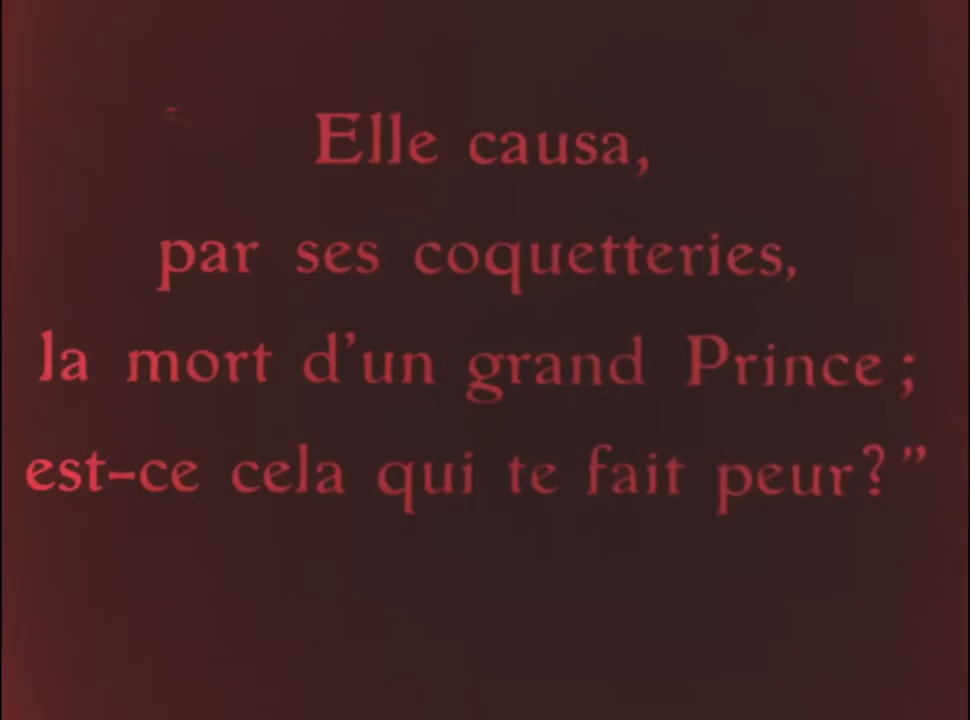 Elle causa,
par ses coquetteries,
la mort d'un grand Prince ;
est-ce cela qui te fait peur ? ”